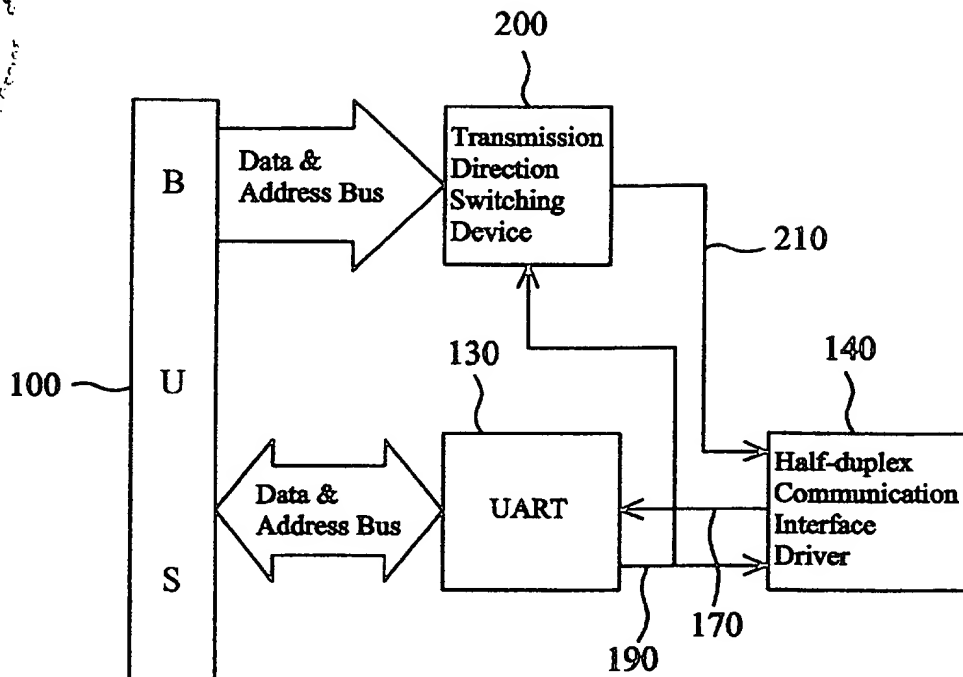 200
Transmission
Direction
Switching
Device
Data &
Address Bus
B
U
S
210
100
130
140
UART
Half-duplex
Communication
Interface
Driver
Data &
Address Bus
170
190